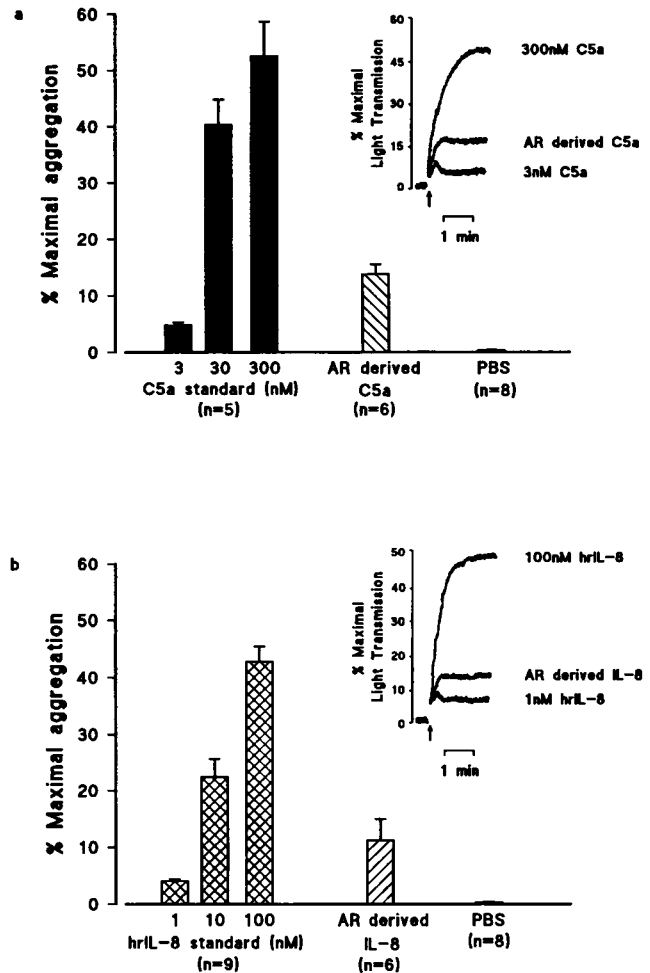 a
% Maximal aggregation
60
50
40
30
20
10
0
3 30 300
C5a standard (nM)
(n=5)
AR derived
C5a
(n=6)
PBS
(n=8)
% Maximal
Light Transmission
60
45
30
15
0
300nM C5a
AR derived C5a
3nM C5a
1 min
b
% Maximal aggregation
60
50
40
30
20
10
0
1 10 100
hrIL-8 standard (nM)
(n=9)
AR derived
IL-8
(n=6)
PBS
(n=8)
% Maximal
Light Transmission
50
40
30
20
10
0
100nM hrIL-8
AR derived IL-8
1nM hrIL-8
1 min